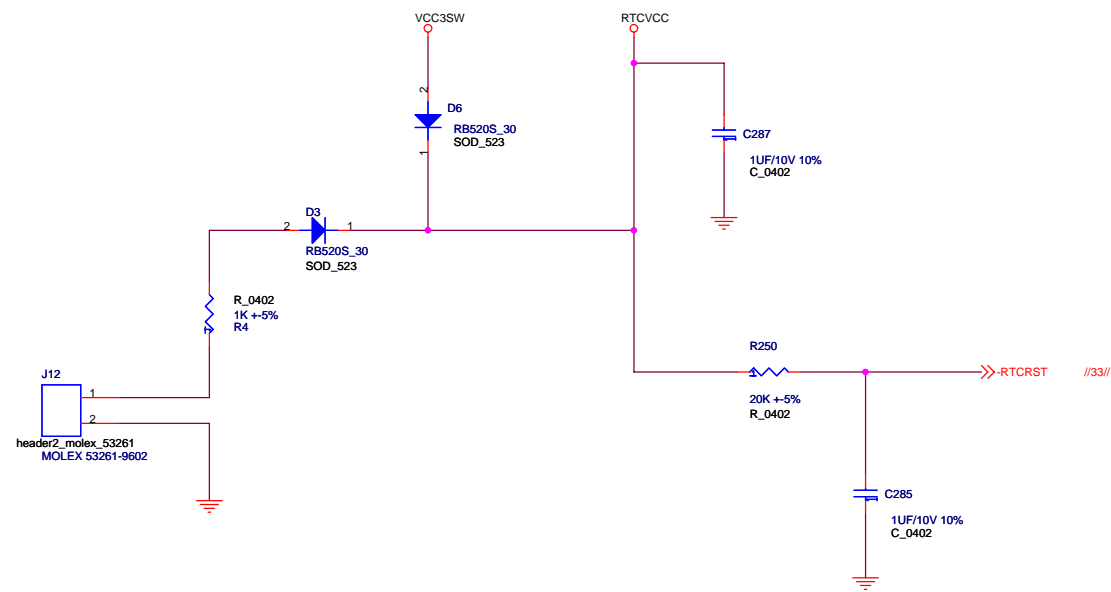 VCC3SW
RTCVCC
2
D6
RB520S_30
SOD_523
1
C287
1UF/10V 10%
C_0402
D3
2
1
RB520S_30
SOD_523
R_0402
1K +-5%
R4
1
R250
1
20K +-5%
R_0402
-RTCRST
//33//
J12
1
2
header2_molex_53261
MOLEX 53261-9602
C285
1UF/10V 10%
C_0402